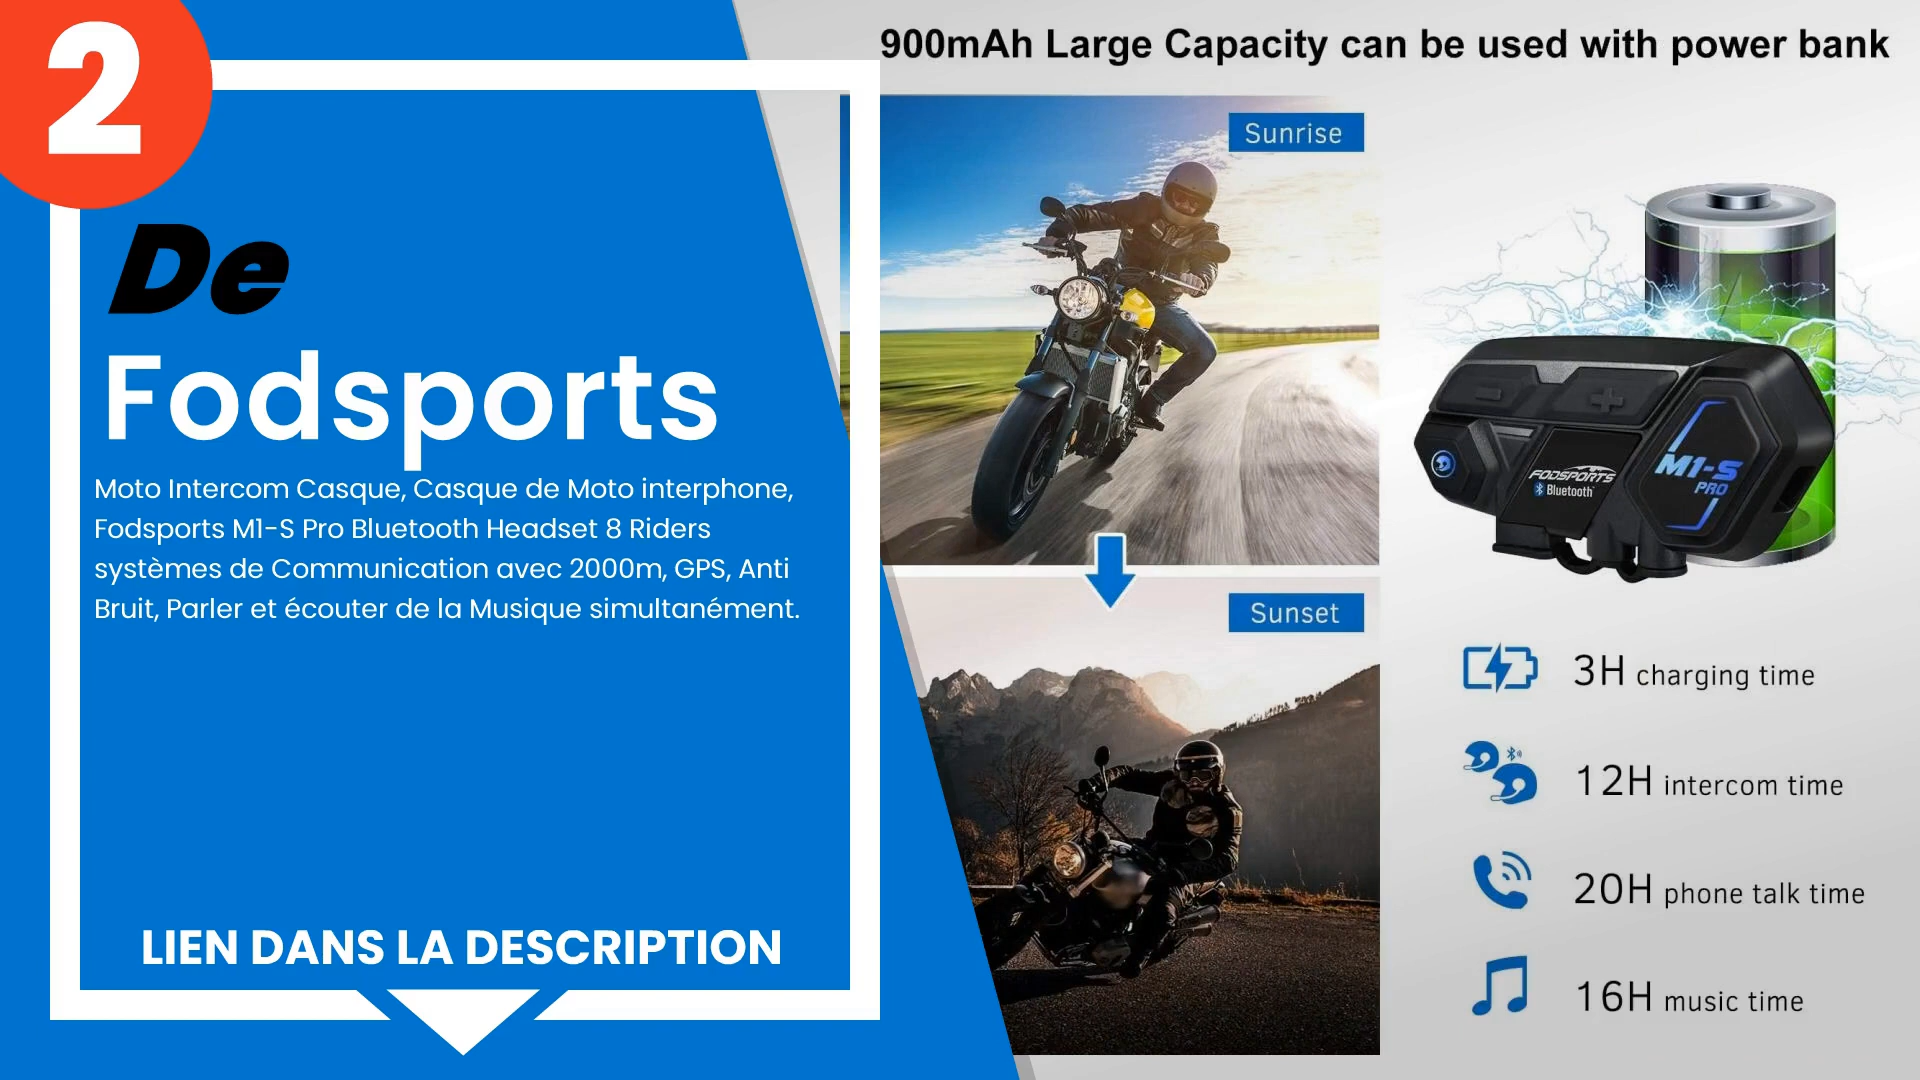 2
De
Fodsports
Moto Intercom Casque, Casque de Moto interphone,
Fodsports M1-S Pro Bluetooth Headset 8 Riders
systèmes de Communication avec 2000m, GPS, Anti
Bruit, Parler et écouter de la Musique simultanément.
LIEN DANS LA DESCRIPTION
900mAh Large Capacity can be used with power bank
Sunrise
Sunset
FODSPORTS
Bluetooth
M1-S
PRO
3H charging time
12H intercom time
20H phone talk time
16H music time